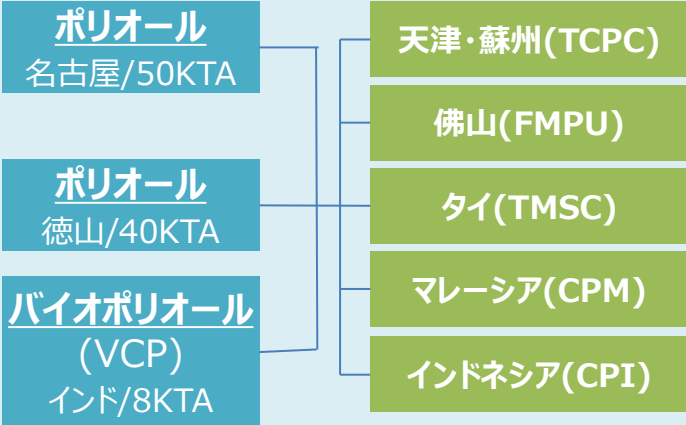 ポリオール
名古屋/50KTA
ポリオール
徳山/40KTA
バイオポリオール
(VCP)
インド/8KTA
天津・蘇州(TCPC)
佛山(FMPU)
タイ(TMSC)
マレーシア(CPM)
インドネシア(CPI)